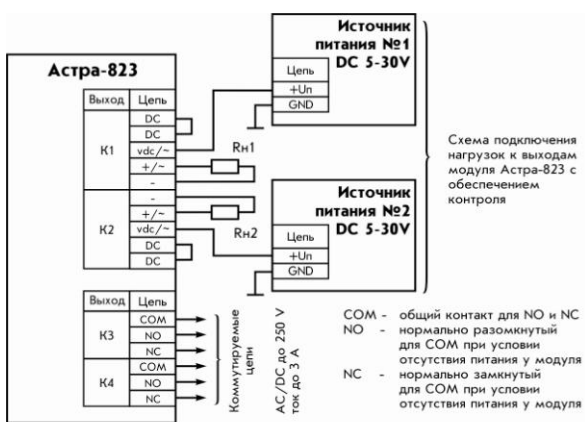 Астра-823
Выход Цепь
К1
DC
DC
vdc/~
+/~
-
К2
-
+/~
vdc/~
DC
DC
Выход Цепь
К3
COM
NO
NC
К4
COM
NO
NC
Rн1
Rн2
Источник
питания №1
DC 5-30V
Цепь
+Un
GND
Источник
питания №2
DC 5-30V
Цепь
+Un
GND
Схема подключения
нагрузок к выходам
модуля Астра-823 с
обеспечением
контроля
Коммутируемые
цепи
AC/DC до 250 V
ток до 3 А
COM - общий контакт для NO и NC
NO - нормально разомкнутый
для COM при условии
отсутствия питания у модуля
NC - нормально замкнутый
для COM при условии
отсутствия питания у модуля